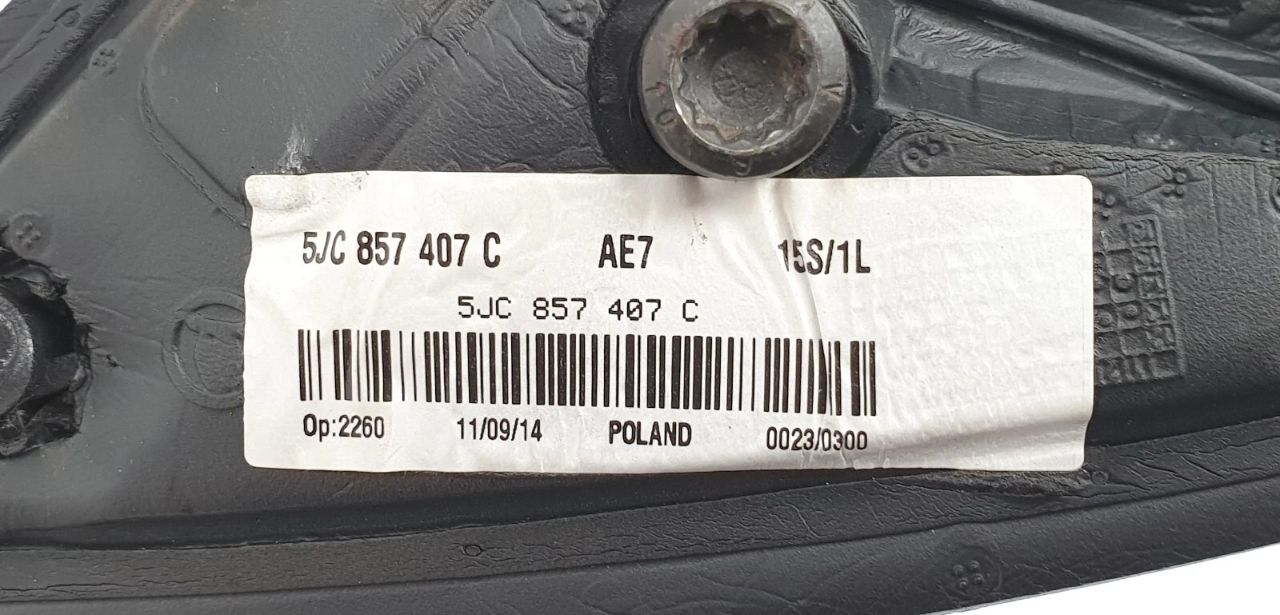 5JC 857 407 C AE7 15S/1L
5JC 857 407 C
Op:2260 11/09/14 POLAND 0023/0300